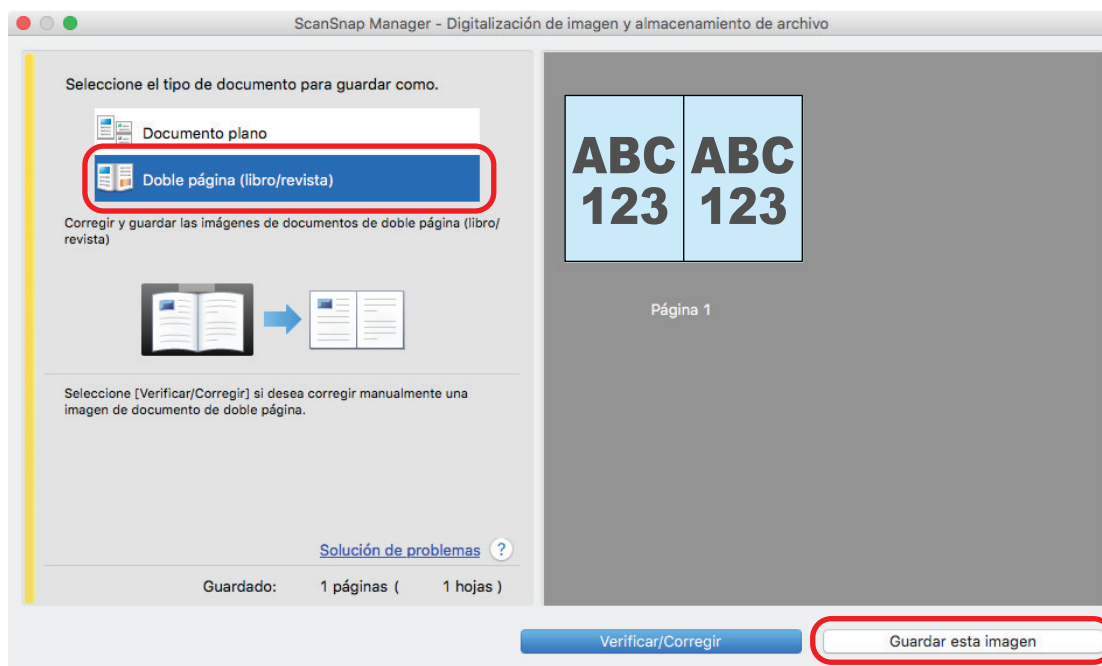 ScanSnap Manager - Digitalización de imagen y almacenamiento de archivo
Seleccione el tipo de documento para guardar como.
Documento plano
Doble página (libro/revista)
Corregir y guardar las imágenes de documentos de doble página (libro/
revista)
Seleccione [Verificar/Corregir] si desea corregir manualmente una
imagen de documento de doble página.
Solución de problemas ?
Guardado: 1 páginas ( 1 hojas )
ABC ABC
123 123
Página 1
Verificar/Corregir
Guardar esta imagen